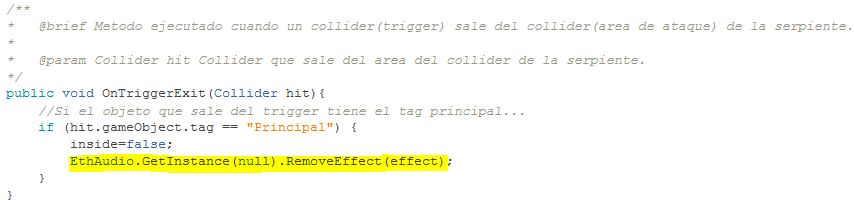 /**
*   @brief Metodo ejecutado cuando un collider(trigger) sale del collider(area de ataque) de la serpiente.
*
*   @param Collider hit Collider que sale del area del collider de la serpiente.
*/
public void OnTriggerExit(Collider hit){
    //Si el objeto que sale del trigger tiene el tag principal...
    if (hit.gameObject.tag == "Principal") {
        inside=false;
        EthAudio.GetInstance(null).RemoveEffect(effect);
    }
}